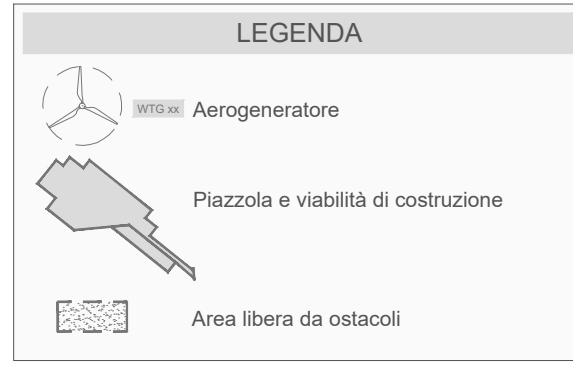 LEGENDA
WTG xx Aerogeneratore
Piazzola e viabilità di costruzione
Area libera da ostacoli